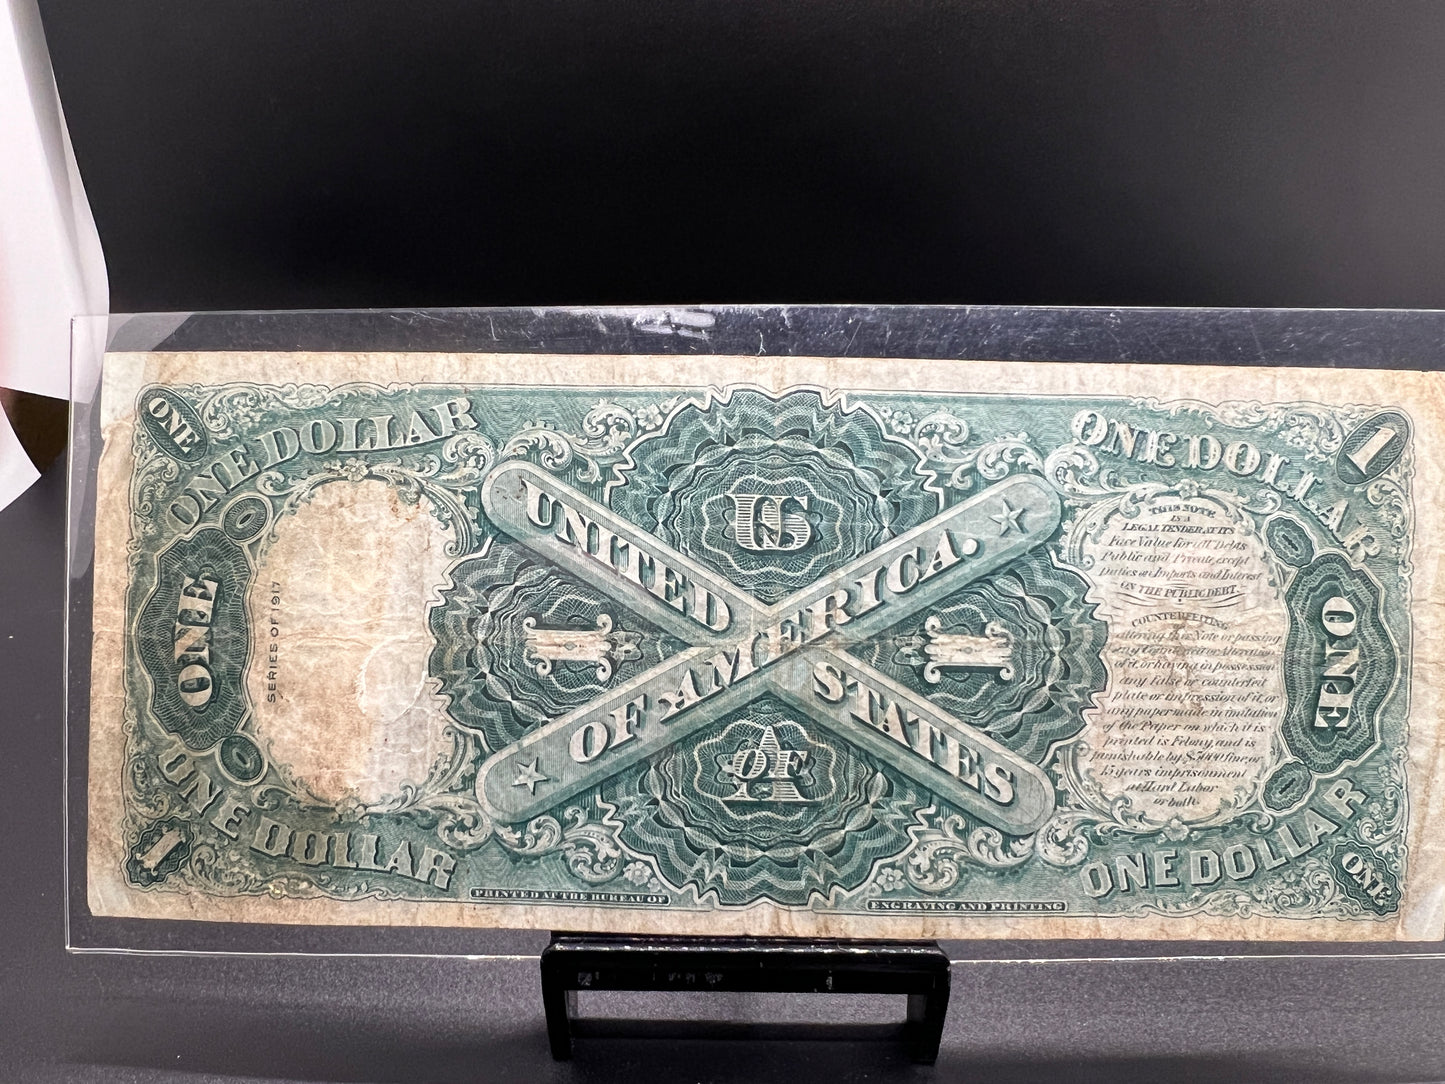 ONE
ONE DOLLAR
ONE DOLLAR
1
US
UNITED
STATES
OF AMERICA.
1
1
OF
A
ONE
SERIES OF 1917
ONE
THIS NOTE
IS A
LEGAL TENDER AT ITS
Face Value for all Debts
Public and Private, except
Duties on Imports and Interest
ON THE PUBLIC DEBT.
COUNTERFEITING,
altering this Note or passing
any Counterfeit or Alteration
of it, or having in possession
any False or counterfeit
plate or impression of it, or
any paper made in imitation
of the Paper on which it is
printed is Felony, and is
punishable by $5000 fine or
15 years imprisonment
at Hard Labor
or both.
1
ONE DOLLAR
ONE DOLLAR
ONE
PRINTED AT THE BUREAU OF
ENGRAVING AND PRINTING